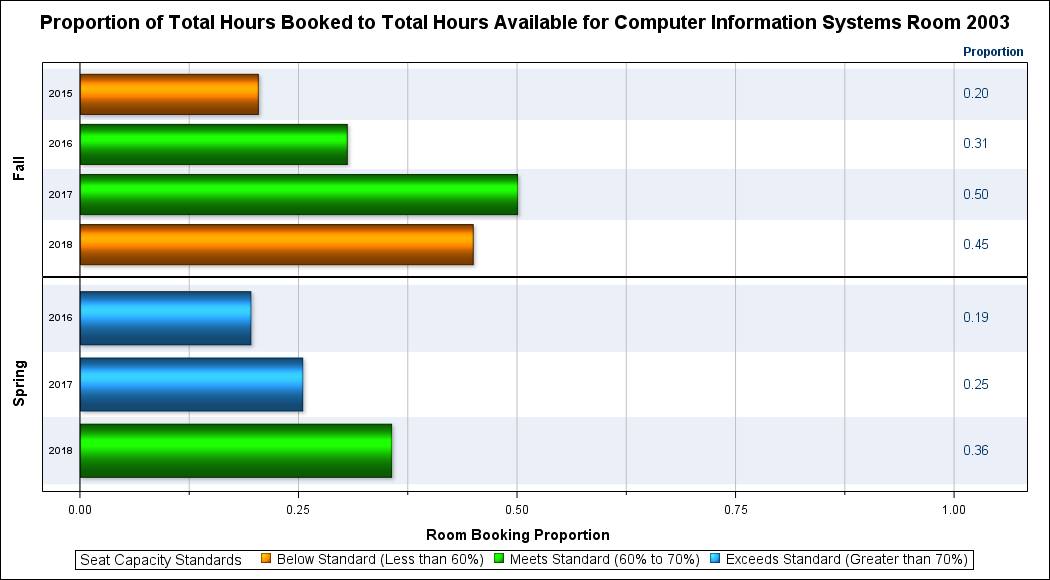 Proportion of Total Hours Booked to Total Hours Available for Computer Information Systems Room 2003
Proportion
Fall
2015 0.20
2016 0.31
2017 0.50
2018 0.45
Spring
2016 0.19
2017 0.25
2018 0.36
0.00 0.25 0.50 0.75 1.00
Room Booking Proportion
Seat Capacity Standards Below Standard (Less than 60%) Meets Standard (60% to 70%) Exceeds Standard (Greater than 70%)